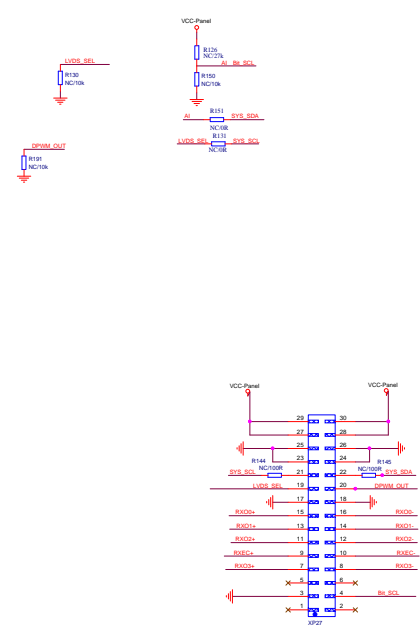 VCC-Panel
R126
NC/27k
LVDS_SEL
AI Bit_SCL
R130
NC/10k
R150
NC/10k
AI R151 SYS_SDA
NC/0R
LVDS_SEL R131 SYS_SCL
NC/0R
DPWM_OUT
R191
NC/10k
VCC-Panel VCC-Panel
29 30
27 28
25 26
23 24
R144 R145
NC/100R NC/100R
SYS_SCL 21 22 SYS_SDA
LVDS_SEL 19 20 DPWM_OUT
17 18
RXO0+ 15 16 RXO0-
RXO1+ 13 14 RXO1-
RXO2+ 11 12 RXO2-
RXEC+ 9 10 RXEC-
RXO3+ 7 8 RXO3-
5 6
3 4 Bit_SCL
1 2
XP27